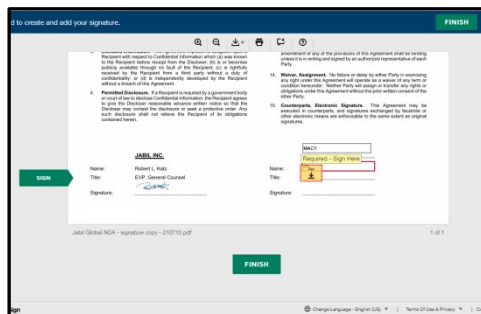 d to create and add your signature.
FINISH
Recipient with respect to Confidential Information which (a) was known
to the Recipient before receipt from the Discloser; (b) is or becomes
publicly available through no fault of the Recipient; (c) is rightfully
received by the Recipient from a third party without a duty of
confidentiality; or (d) is independently developed by the Recipient
without a breach of this Agreement.
4. Permitted Disclosure. If a Recipient is required by a government body
or court of law to disclose Confidential Information, the Recipient agrees
to give the Discloser reasonable advance written notice so that the
Discloser may contest the disclosure or seek a protective order. Any
such disclosure shall not relieve the Recipient of its obligations
contained herein.
amendment of any of the provisions of this Agreement shall be binding
unless it is in writing and signed by an authorized representative of each
Party.
14. Waiver, Assignment. No failure or delay by either Party in exercising
any right under this Agreement will operate as a waiver of any term or
condition hereunder. Neither Party will assign or transfer any rights or
obligations under this Agreement without the prior written consent of the
other Party.
15. Counterparts, Electronic Signature. This Agreement may be
executed in counterparts, and signatures exchanged by facsimile or
other electronic means are enforceable to the same extent as original
signatures.
SIGN
JABIL INC.
Name: Robert L. Katz
Title: EVP, General Counsel
Signature:
MACY
Required - Sign Here
Name:
Title:
Signature:
Jabil Global NDA - signature copy - 210712.pdf
1 of 1
FINISH
Change Language - English (US)
Terms Of Use & Privacy